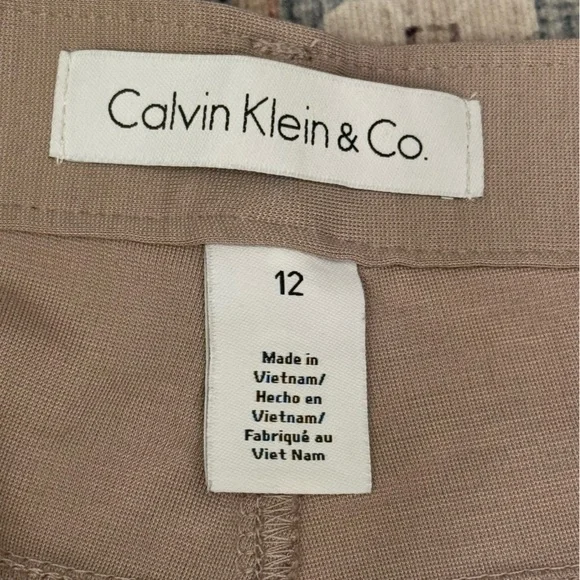 Calvin Klein & Co.
12
Made in
Vietnam/
Hecho en
Vietnam/
Fabriqué au
Viet Nam